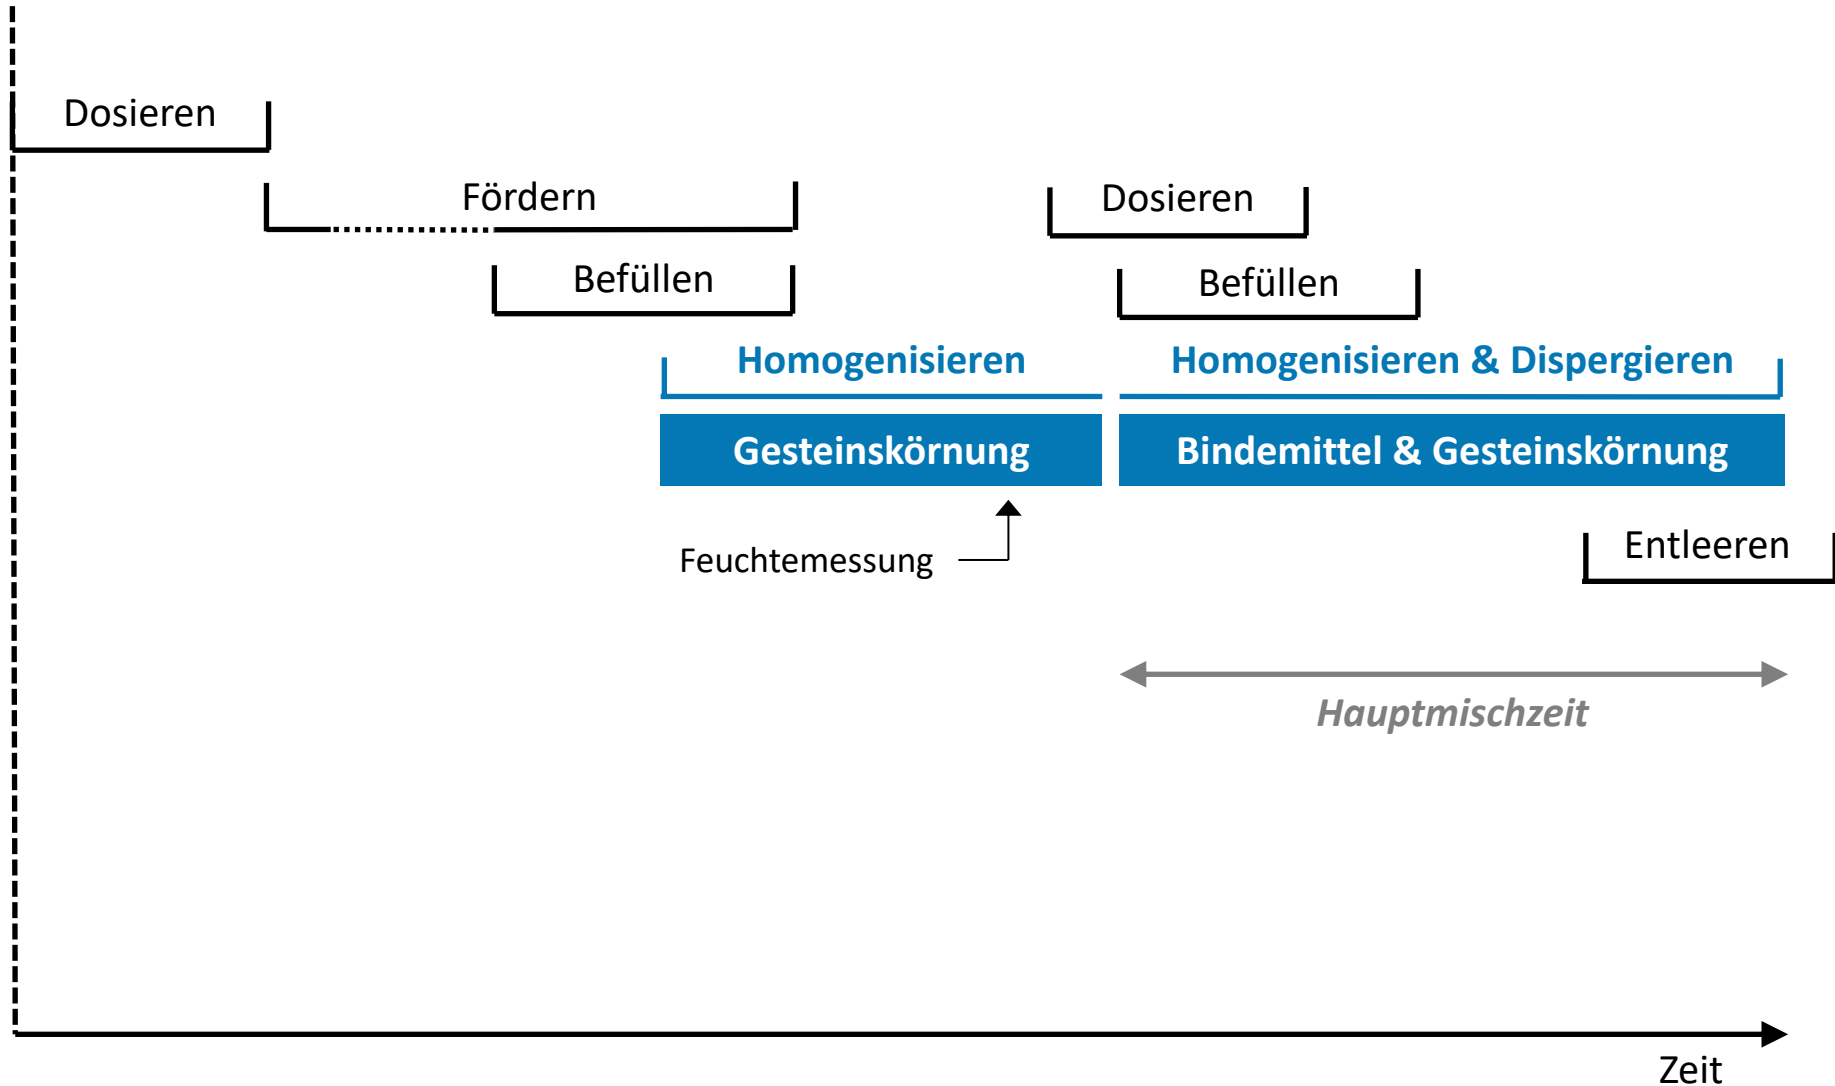 Dosieren
Fördern
Dosieren
Befüllen
Befüllen
Homogenisieren
Homogenisieren & Dispergieren
Gesteinskörnung
Bindemittel & Gesteinskörnung
Feuchtemessung
Entleeren
Hauptmischzeit
Zeit